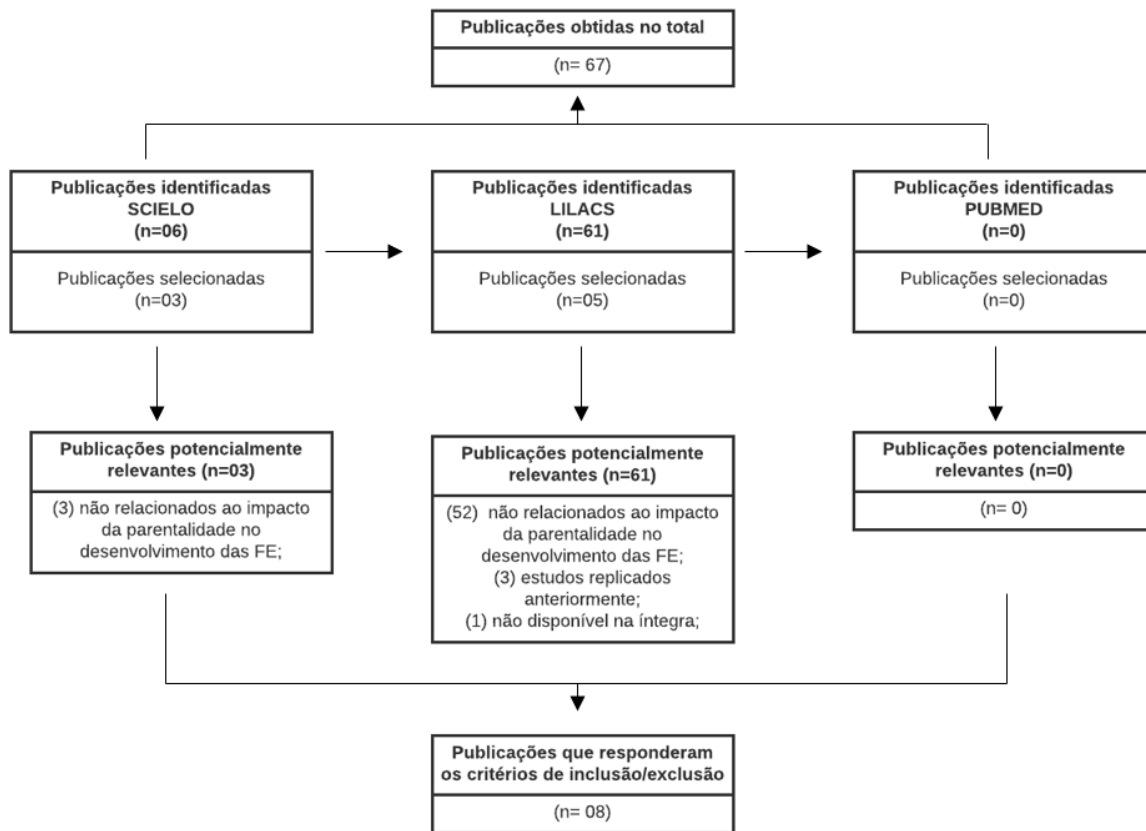 Publicações obtidas no total
(n= 67)
Publicações identificadas
SCIELO
(n=06)
Publicações selecionadas
(n=03)
Publicações identificadas
LILACS
(n=61)
Publicações selecionadas
(n=05)
Publicações identificadas
PUBMED
(n=0)
Publicações selecionadas
(n=0)
Publicações potencialmente
relevantes (n=03)
(3) não relacionados ao impacto
da parentalidade no
desenvolvimento das FE;
Publicações potencialmente
relevantes (n=61)
(52) não relacionados ao impacto
da parentalidade no
desenvolvimento das FE;
(3) estudos replicados
anteriormente;
(1) não disponível na íntegra;
Publicações potencialmente
relevantes (n=0)
(n= 0)
Publicações que responderam
os critérios de inclusão/exclusão
(n= 08)